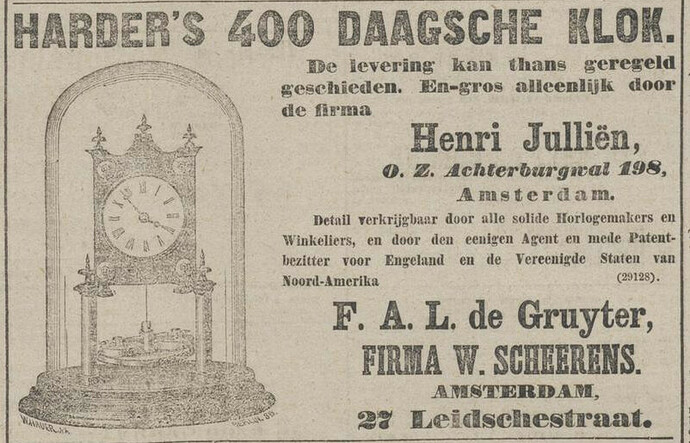 HARDER'S 400 DAAGSCHE KLOK.
De levering kan thans geregeld
geschieden. En-gros alleenlijk door
de firma
Henri Julliën,
O. Z. Achterburgwal 198,
Amsterdam.
Detail verkrijgbaar door alle solide Horlogemakers en
Winkeliers, en door den eenigen Agent en mede Patent-
bezitter voor Engeland en de Vereenigde Staten van
Noord-Amerika (29128).
F. A. L. de Gruyter,
FIRMA W. SCHEERENS.
AMSTERDAM,
27 Leidschestraat.